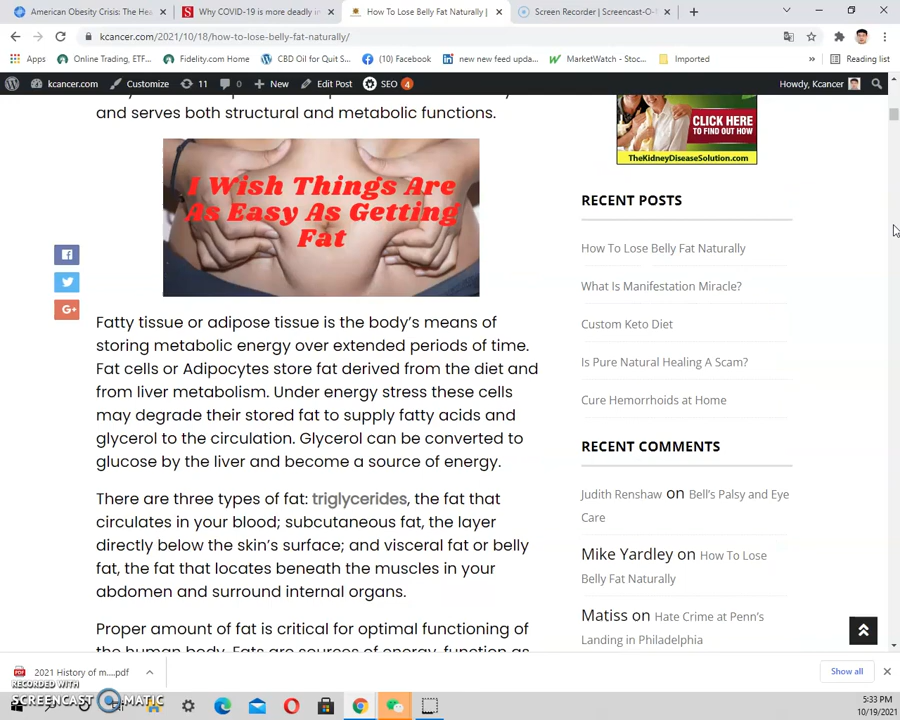 American Obesity Crisis: The Hea
Why COVID-19 is more deadly in
How To Lose Belly Fat Naturally |
Screen Recorder | Screencast-O-
kcancer.com/2021/10/18/how-to-lose-belly-fat-naturally/
Apps
Online Trading, ETF...
Fidelity.com Home
CBD Oil for Quit S...
(10) Facebook
new new feed upda...
MarketWatch - Stoc...
Imported
Reading list
kcancer.com
Customize
11
0
New
Edit Post
SEO
4
Howdy, Kcancer
and serves both structural and metabolic functions.
I Wish Things Are
As Easy As Getting
Fat
Fatty tissue or adipose tissue is the body's means of
storing metabolic energy over extended periods of time.
Fat cells or Adipocytes store fat derived from the diet and
from liver metabolism. Under energy stress these cells
may degrade their stored fat to supply fatty acids and
glycerol to the circulation. Glycerol can be converted to
glucose by the liver and become a source of energy.
There are three types of fat: triglycerides, the fat that
circulates in your blood; subcutaneous fat, the layer
directly below the skin's surface; and visceral fat or belly
fat, the fat that locates beneath the muscles in your
abdomen and surround internal organs.
Proper amount of fat is critical for optimal functioning of
the human body. Fats are sources of energy, function as
CLICK HERE
TO FIND OUT HOW
TheKidneyDiseaseSolution.com
RECENT POSTS
How To Lose Belly Fat Naturally
What Is Manifestation Miracle?
Custom Keto Diet
Is Pure Natural Healing A Scam?
Cure Hemorrhoids at Home
RECENT COMMENTS
Judith Renshaw on Bell's Palsy and Eye
Care
Mike Yardley on How To Lose
Belly Fat Naturally
Matiss on Hate Crime at Penn's
Landing in Philadelphia
2021 History of m....pdf
Show all
RECORDED WITH
SCREENCAST MATIC
5:33 PM
10/19/2021